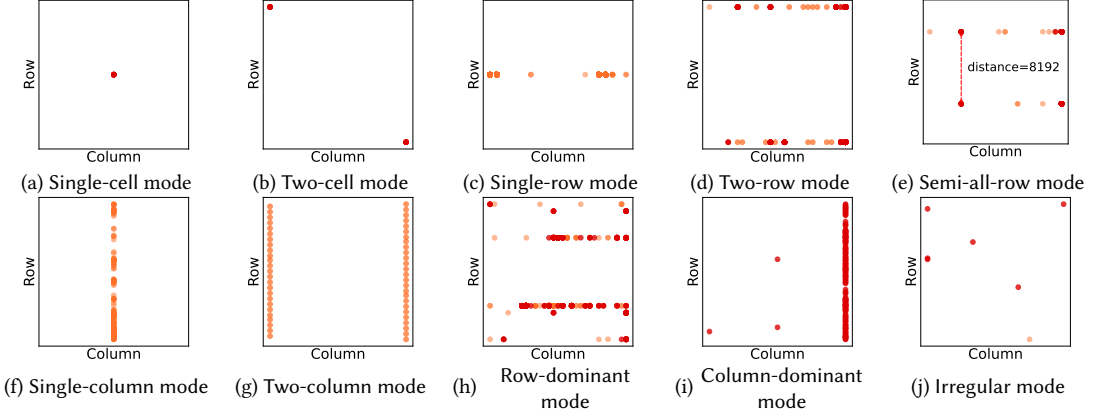 Row
Row
Row
Row
Row
distance=8192
Column
Column
Column
Column
Column
(a) Single-cell mode
(b) Two-cell mode
(c) Single-row mode
(d) Two-row mode
(e) Semi-all-row mode
Row
Row
Row
Row
Row
Column
Column
Column
Column
Column
(f) Single-column mode
(g) Two-column mode
(h) Row-dominant
mode
(i) Column-dominant
mode
(j) Irregular mode